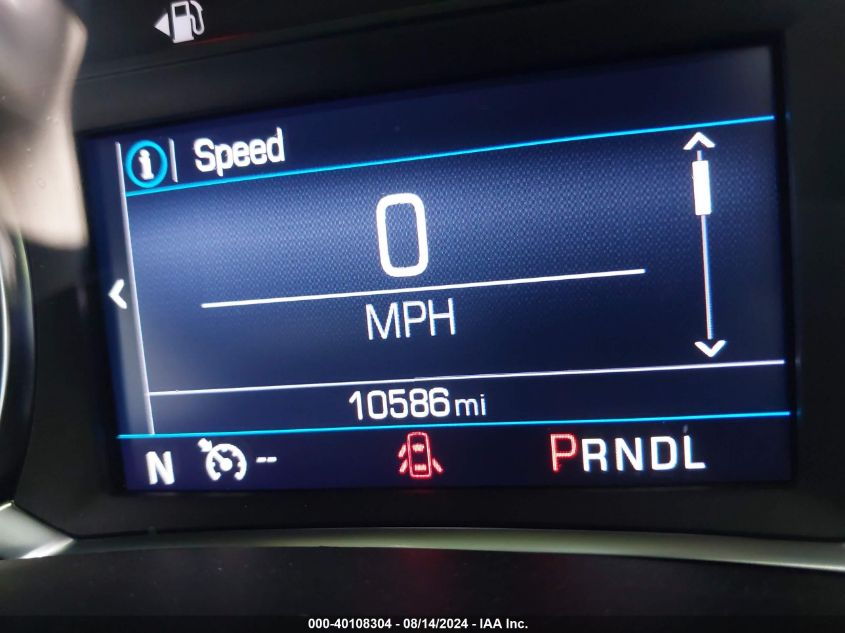 Speed
0
MPH
10586 mi
N -- PRNDL
000-40108304 - 08/14/2024 - IAA Inc.